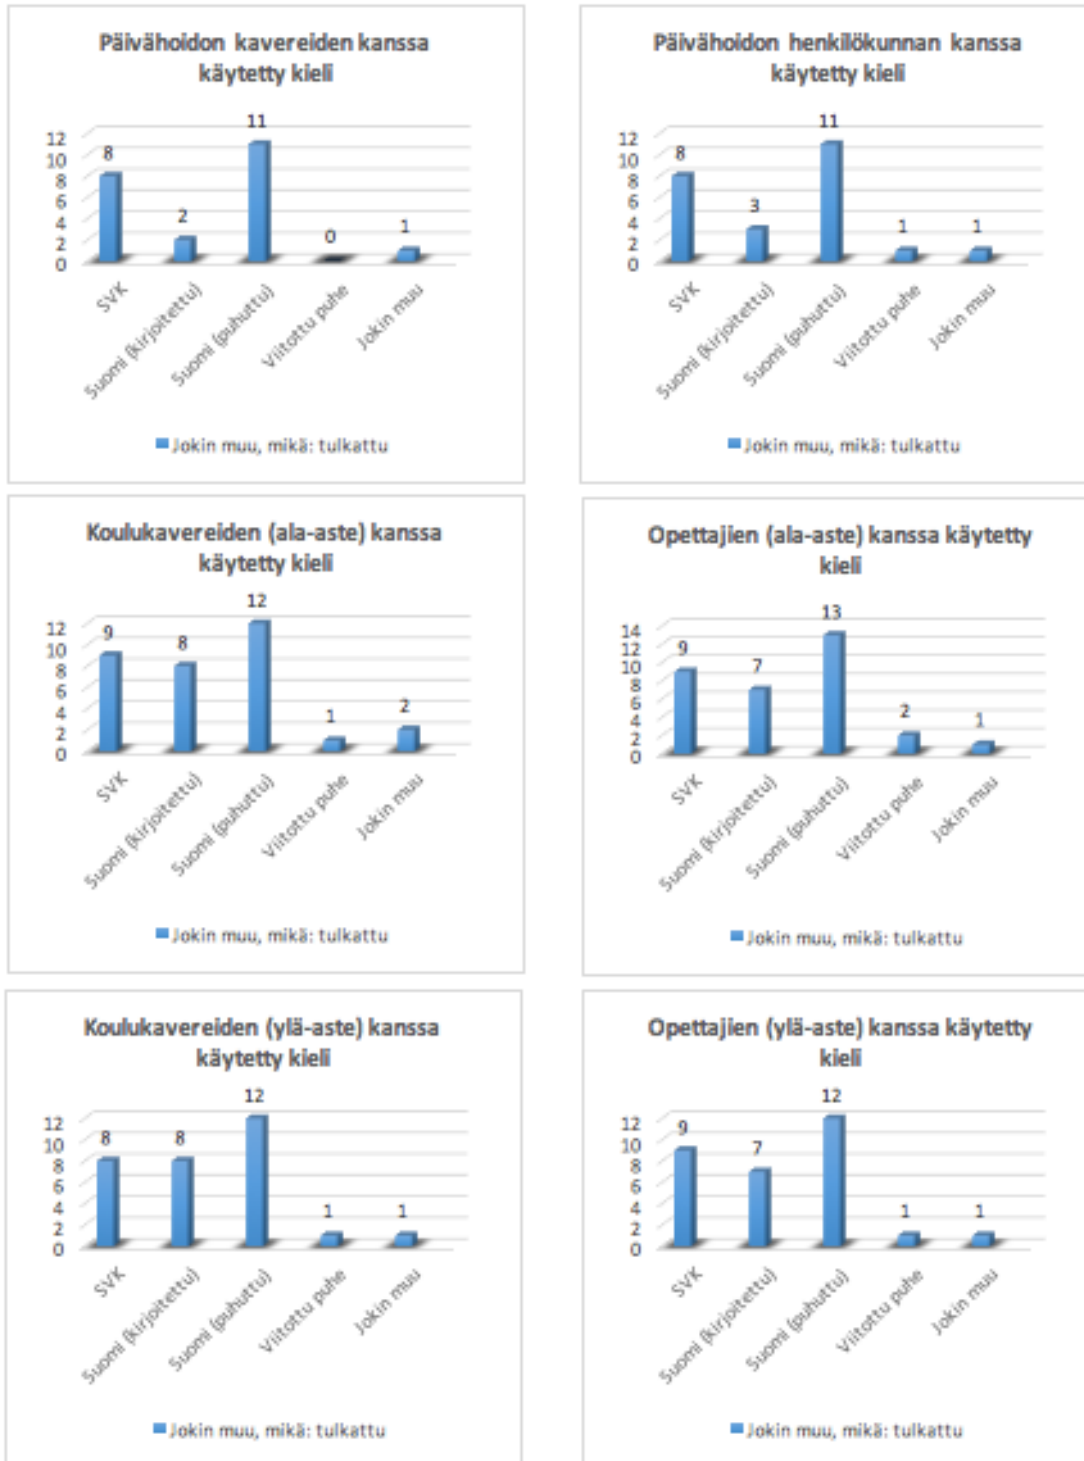 Päivähoidon kavereiden kanssa
käytetty kieli
12
10
8
6
4
2
0
8
2
11
0
1
SVK
Suomi (kirjoitettu)
Suomi (puhuttu)
Viitottu puhe
Jokin muu
Jokin muu, mikä: tulkattu
Päivähoidon henkilökunnan kanssa
käytetty kieli
12
10
8
6
4
2
0
8
3
11
1
1
SVK
Suomi (kirjoitettu)
Suomi (puhuttu)
Viitottu puhe
Jokin muu
Jokin muu, mikä: tulkattu
Koulukavereiden (ala-aste) kanssa
käytetty kieli
12
10
8
6
4
2
0
9
8
12
1
2
SVK
Suomi (kirjoitettu)
Suomi (puhuttu)
Viitottu puhe
Jokin muu
Jokin muu, mikä: tulkattu
Opettajien (ala-aste) kanssa käytetty
kieli
14
12
10
8
6
4
2
0
9
7
13
2
1
SVK
Suomi (kirjoitettu)
Suomi (puhuttu)
Viitottu puhe
Jokin muu
Jokin muu, mikä: tulkattu
Koulukavereiden (ylä-aste) kanssa
käytetty kieli
12
10
8
6
4
2
0
8
8
12
1
1
SVK
Suomi (kirjoitettu)
Suomi (puhuttu)
Viitottu puhe
Jokin muu
Jokin muu, mikä: tulkattu
Opettajien (ylä-aste) kanssa käytetty
kieli
12
10
8
6
4
2
0
9
7
12
1
1
SVK
Suomi (kirjoitettu)
Suomi (puhuttu)
Viitottu puhe
Jokin muu
Jokin muu, mikä: tulkattu